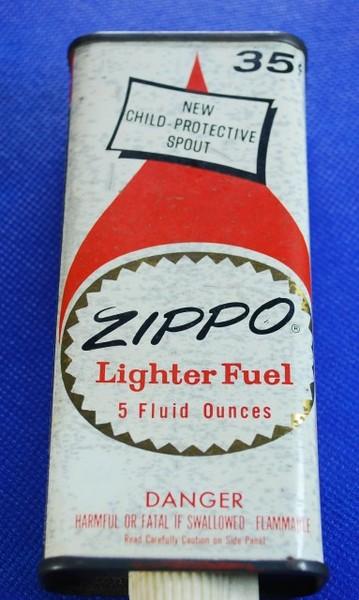 35¢
NEW
CHILD-PROTECTIVE
SPOUT
ZIPPO®
Lighter Fuel
5 Fluid Ounces
DANGER
HARMFUL OR FATAL IF SWALLOWED FLAMMABLE
Read Carefully Caution on Side Panel